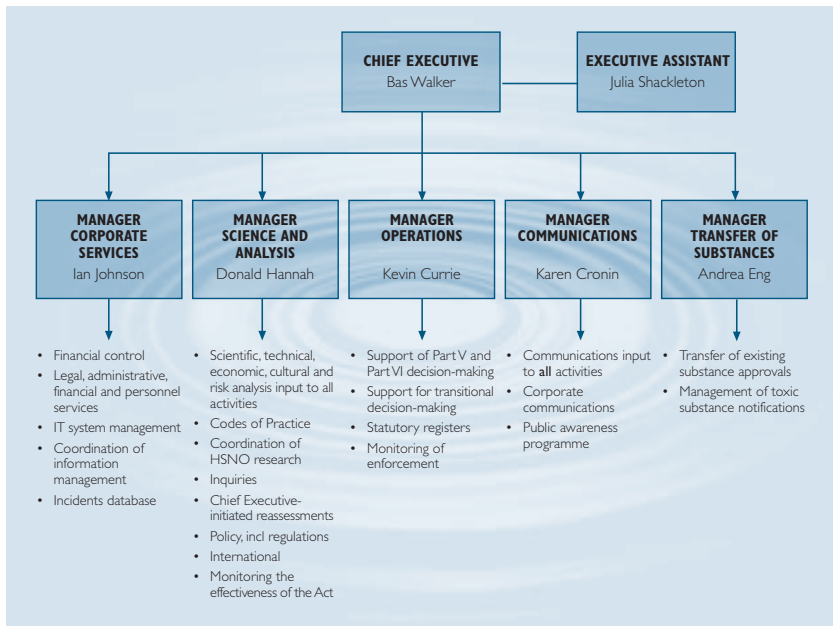 CHIEF EXECUTIVE
Bas Walker
EXECUTIVE ASSISTANT
Julia Shackleton
MANAGER
CORPORATE
SERVICES
Ian Johnson
MANAGER
SCIENCE AND
ANALYSIS
Donald Hannah
MANAGER
OPERATIONS
Kevin Currie
MANAGER
COMMUNICATIONS
Karen Cronin
MANAGER
TRANSFER OF
SUBSTANCES
Andrea Eng
• Financial control
• Legal, administrative,
financial and personnel
services
• IT system management
• Coordination of
information
management
• Incidents database
• Scientific, technical,
economic, cultural and
risk analysis input to all
activities
• Codes of Practice
• Coordination of
HSNO research
• Inquiries
• Chief Executive-
initiated reassessments
• Policy, incl regulations
• International
• Monitoring the
effectiveness of the Act
• Support of Part V and
Part VI decision-making
• Support for transitional
decision-making
• Statutory registers
• Monitoring of
enforcement
• Communications input
to all activities
• Corporate
communications
• Public awareness
programme
• Transfer of existing
substance approvals
• Management of toxic
substance notifications